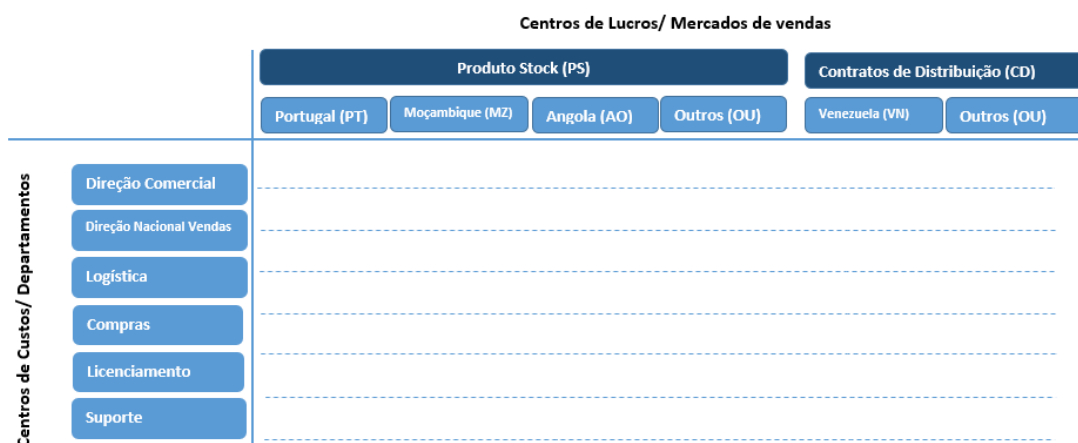 Centros de Lucros/ Mercados de vendas
Produto Stock (PS)
Contratos de Distribuição (CD)
Portugal (PT)
Moçambique (MZ)
Angola (AO)
Outros (OU)
Venezuela (VN)
Outros (OU)
Centros de Custos/ Departamentos
Direção Comercial
Direção Nacional Vendas
Logística
Compras
Licenciamento
Suporte